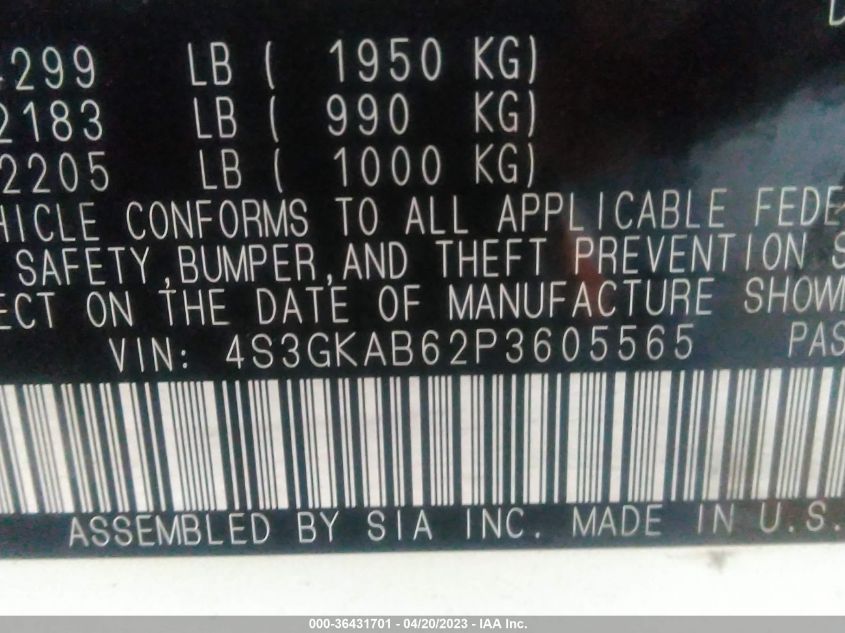 D
4299 LB ( 1950 KG)
2183 LB ( 990 KG)
2205 LB ( 1000 KG)
HICLE CONFORMS TO ALL APPLICABLE FEDE
SAFETY,BUMPER,AND THEFT PREVENTION S
ECT ON THE DATE OF MANUFACTURE SHOWN
VIN: 4S3GKAB62P3605565 PAS
ASSEMBLED BY SIA INC. MADE IN U.S.
000-36431701 | 04/20/2023 | IAA Inc.